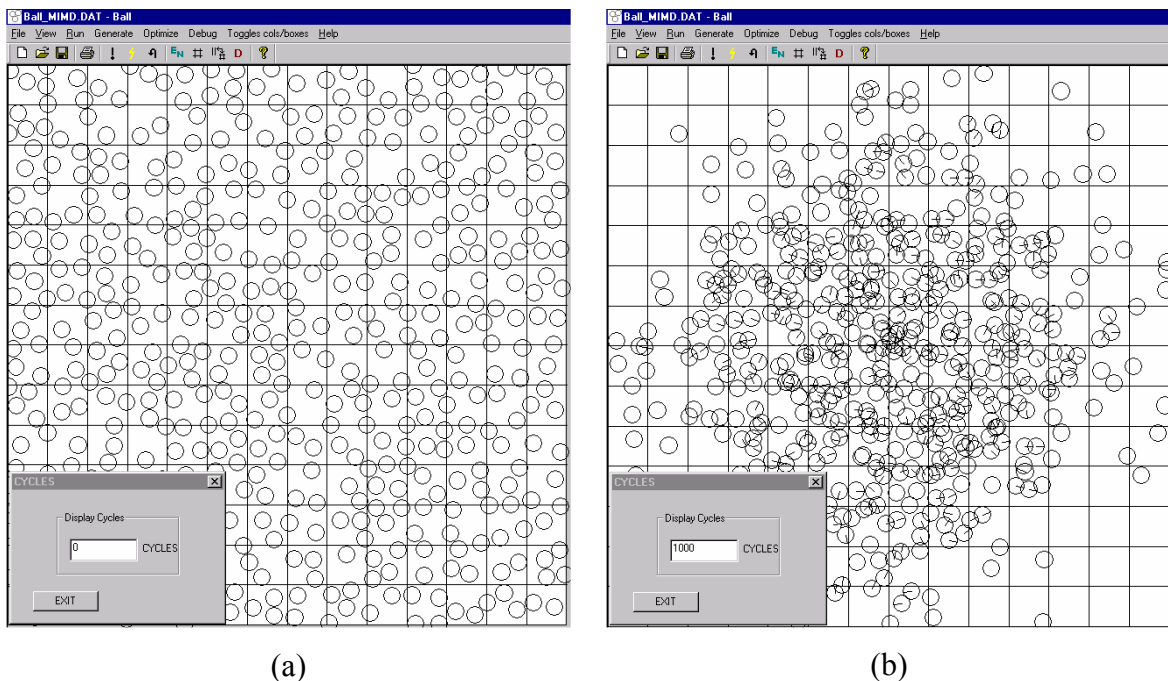 Ball_MIMD.DAT - Ball
File View Run Generate Optimize Debug Toggles cols/boxes Help
! EN D ?
CYCLES
Display Cycles
0 CYCLES
EXIT
(a)
Ball_MIMD.DAT - Ball
File View Run Generate Optimize Debug Toggles cols/boxes Help
! EN D ?
CYCLES
Display Cycles
1000 CYCLES
EXIT
(b)